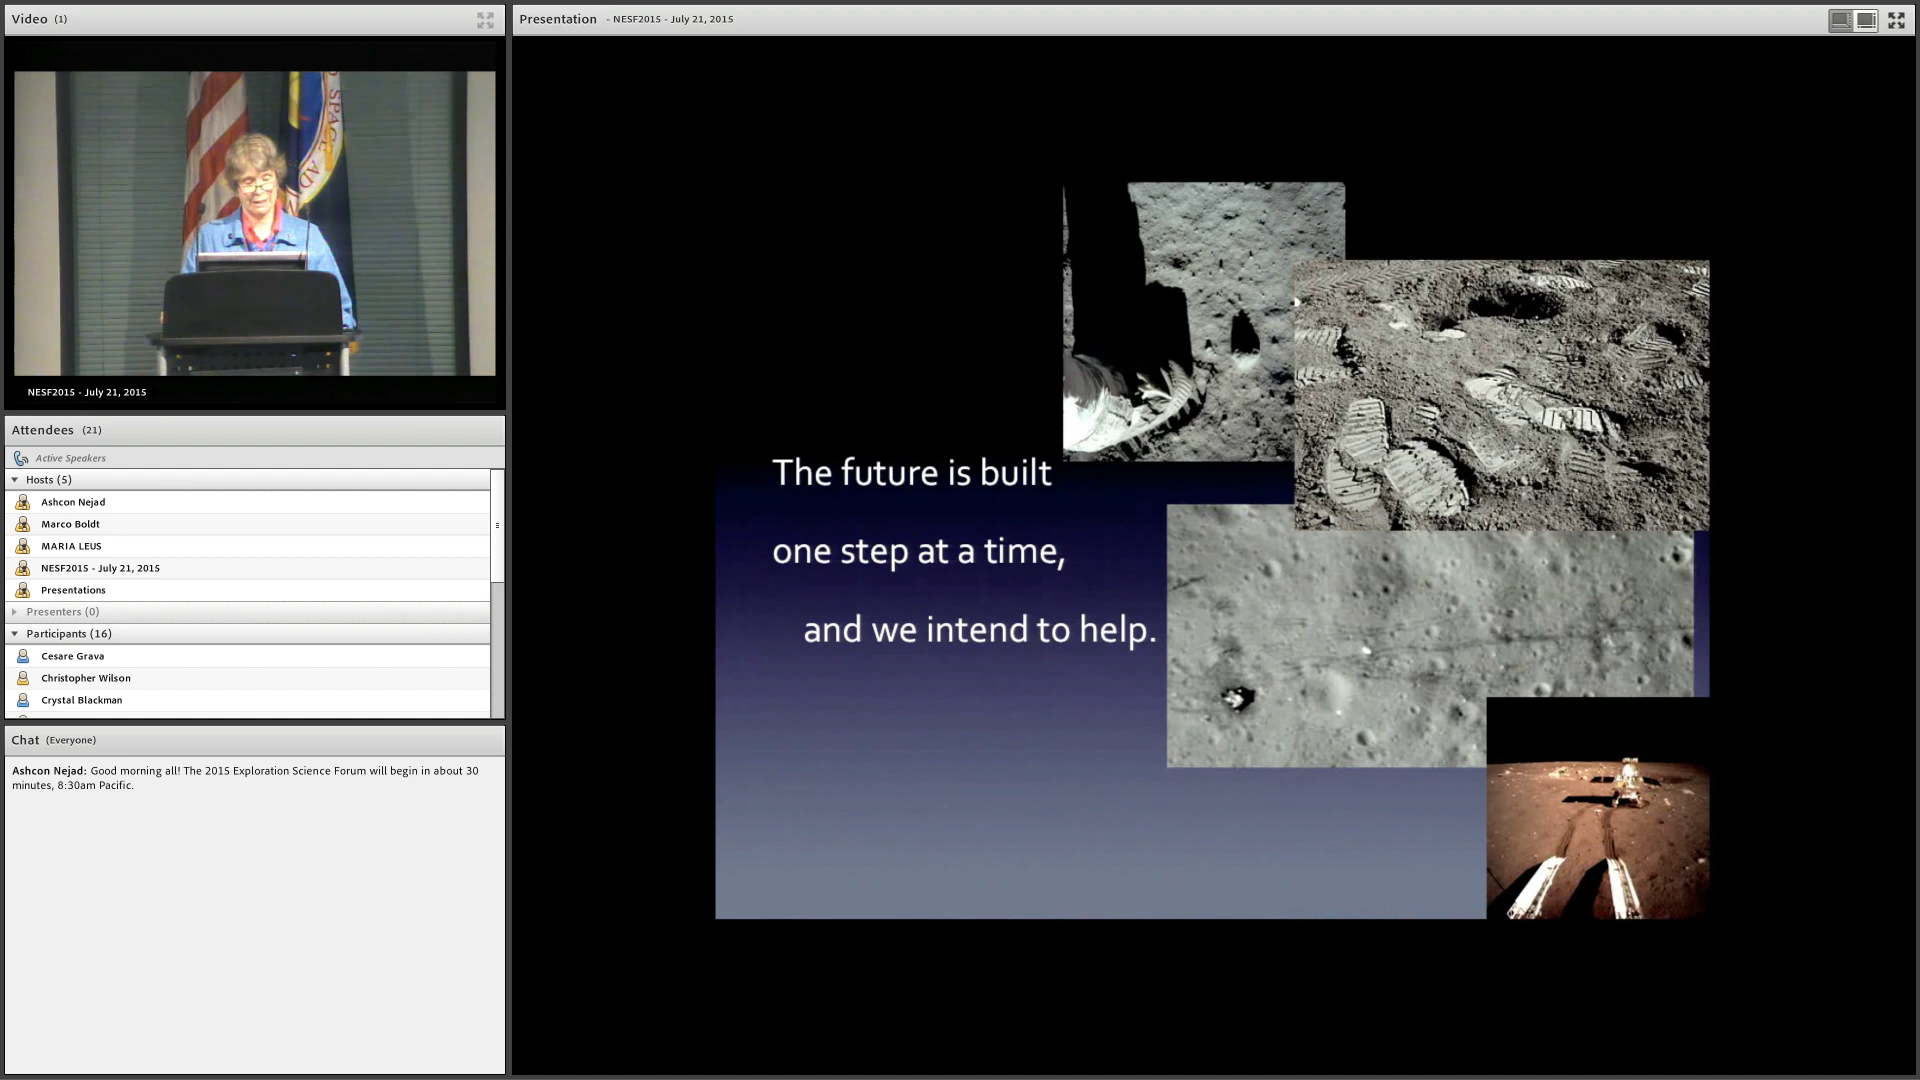 Video (1)
SPACE AD
NESF2015 - July 21, 2015
Attendees (21)
Active Speakers
Hosts (5)
Ashcon Nejad
Marco Boldt
MARIA LEUS
NESF2015 - July 21, 2015
Presentations
Presenters (0)
Participants (16)
Cesare Grava
Christopher Wilson
Crystal Blackman
Chat (Everyone)
Ashcon Nejad: Good morning all! The 2015 Exploration Science Forum will begin in about 30
minutes, 8:30am Pacific.
Presentation - NESF2015 - July 21, 2015
The future is built
one step at a time,
and we intend to help.